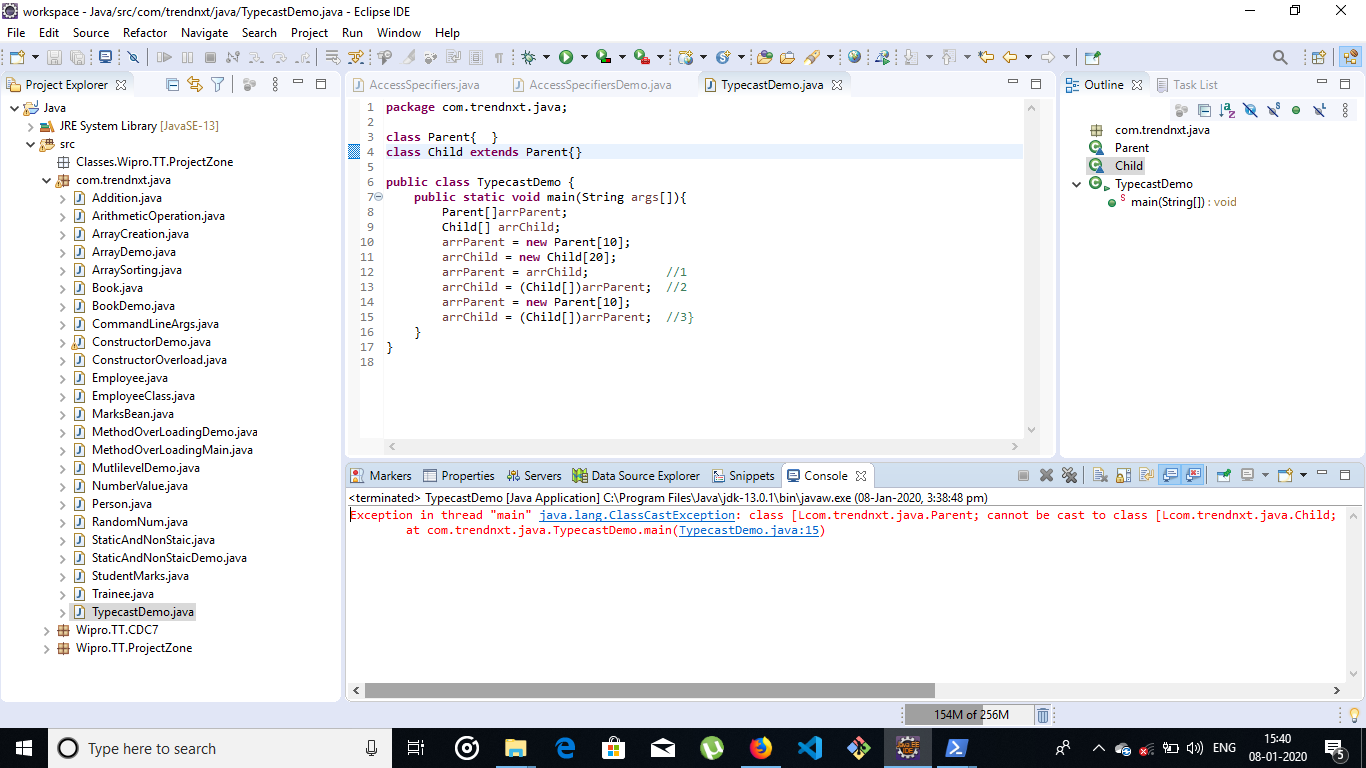 workspace - Java/src/com/trendnxt/java/TypecastDemo.java - Eclipse IDE
File Edit Source Refactor Navigate Search Project Run Window Help
Project Explorer
Java
JRE System Library [JavaSE-13]
src
Classes.Wipro.TT.ProjectZone
com.trendnxt.java
Addition.java
ArithmeticOperation.java
ArrayCreation.java
ArrayDemo.java
ArraySorting.java
Book.java
BookDemo.java
CommandLineArgs.java
ConstructorDemo.java
ConstructorOverload.java
Employee.java
EmployeeClass.java
MarksBean.java
MethodOverLoadingDemo.java
MethodOverLoadingMain.java
MutlilevelDemo.java
NumberValue.java
Person.java
RandomNum.java
StaticAndNonStaic.java
StaticAndNonStaicDemo.java
StudentMarks.java
Trainee.java
TypecastDemo.java
Wipro.TT.CDC7
Wipro.TT.ProjectZone
AccessSpecifiers.java AccessSpecifiersDemo.java TypecastDemo.java
1 package com.trendnxt.java;
2
3 class Parent{  }
4 class Child extends Parent{}
5
6 public class TypecastDemo {
7     public static void main(String args[]){
8         Parent[]arrParent;
9         Child[] arrChild;
10         arrParent = new Parent[10];
11         arrChild = new Child[20];
12         arrParent = arrChild;           //1
13         arrChild = (Child[])arrParent;  //2
14         arrParent = new Parent[10];
15         arrChild = (Child[])arrParent;  //3}
16     }
17 }
18
Outline Task List
com.trendnxt.java
Parent
Child
TypecastDemo
main(String[]) : void
Markers Properties Servers Data Source Explorer Snippets Console
<terminated> TypecastDemo [Java Application] C:\Program Files\Java\jdk-13.0.1\bin\javaw.exe (08-Jan-2020, 3:38:48 pm)
Exception in thread "main" java.lang.ClassCastException: class [Lcom.trendnxt.java.Parent; cannot be cast to class [Lcom.trendnxt.java.Child;
at com.trendnxt.java.TypecastDemo.main(TypecastDemo.java:15)
154M of 256M
Type here to search
ENG
15:40
08-01-2020
5